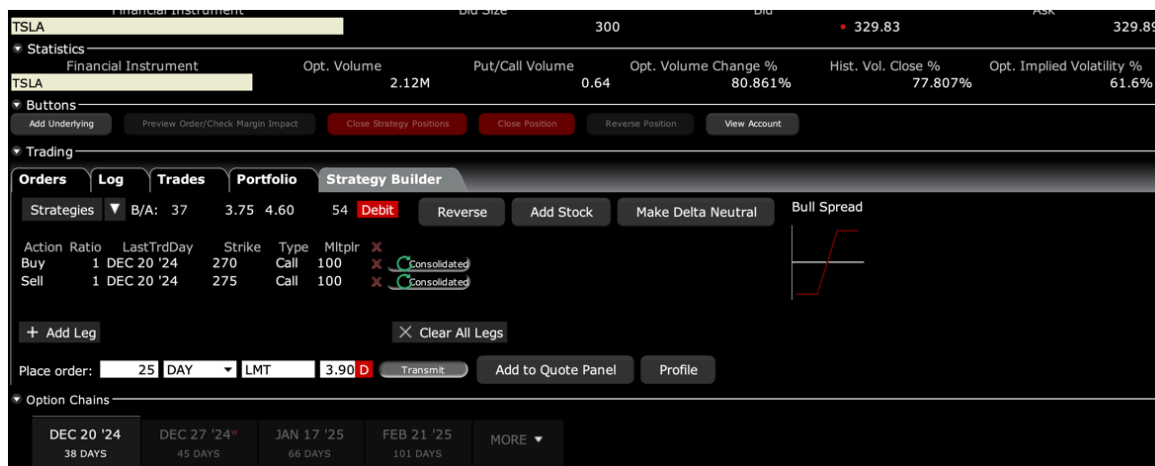 Financial Instrument Bid Size Bid Ask
TSLA 300 329.83 329.89
Statistics
Financial Instrument Opt. Volume Put/Call Volume Opt. Volume Change % Hist. Vol. Close % Opt. Implied Volatility %
TSLA 2.12M 0.64 80.861% 77.807% 61.6%
Buttons
Add Underlying Preview Order/Check Margin Impact Close Strategy Positions Close Position Reverse Position View Account
Trading
Orders Log Trades Portfolio Strategy Builder
Strategies ▼ B/A: 37 3.75 4.60 54 Debit Reverse Add Stock Make Delta Neutral Bull Spread
Action Ratio LastTrdDay Strike Type Mltplr X
Buy 1 DEC 20 '24 270 Call 100 X Consolidated
Sell 1 DEC 20 '24 275 Call 100 X Consolidated
+ Add Leg X Clear All Legs
Place order: 25 DAY LMT 3.90 D Transmit Add to Quote Panel Profile
Option Chains
DEC 20 '24 DEC 27 '24w JAN 17 '25 FEB 21 '25 MORE ▼
38 DAYS 45 DAYS 66 DAYS 101 DAYS